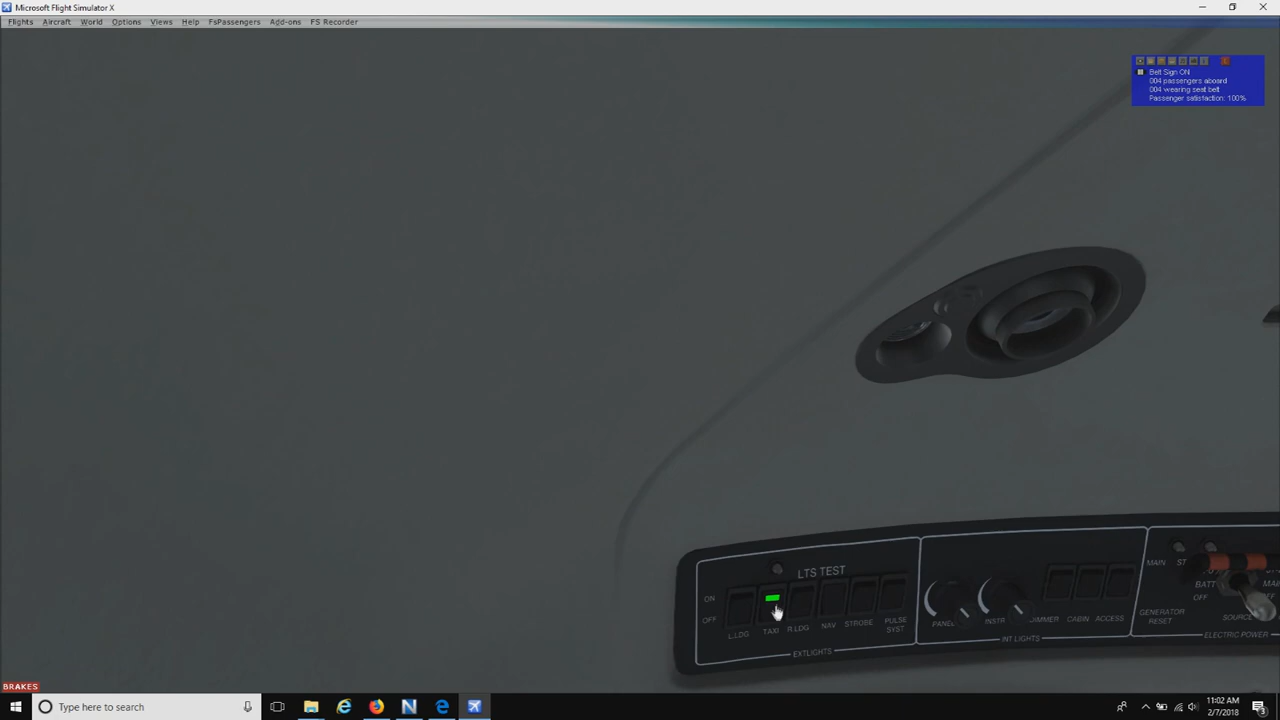 Microsoft Flight Simulator X
Flights Aircraft World Options Views Help FsPassengers Add-ons FS Recorder
Belt Sign ON
004 passengers aboard
004 wearing seat belt
Passenger satisfaction: 100%
LTS TEST
ON
OFF
L.LDG TAXI R.LDG NAV STROBE PULSE SYST
EXTLIGHTS
PANEL INSTR DIMMER CABIN ACCESS
INT LIGHTS
MAIN ST
BATT
OFF
GENERATOR
RESET
SOURCE
ELECTRIC POWER
BRAKES
Type here to search
11:02 AM
2/7/2018